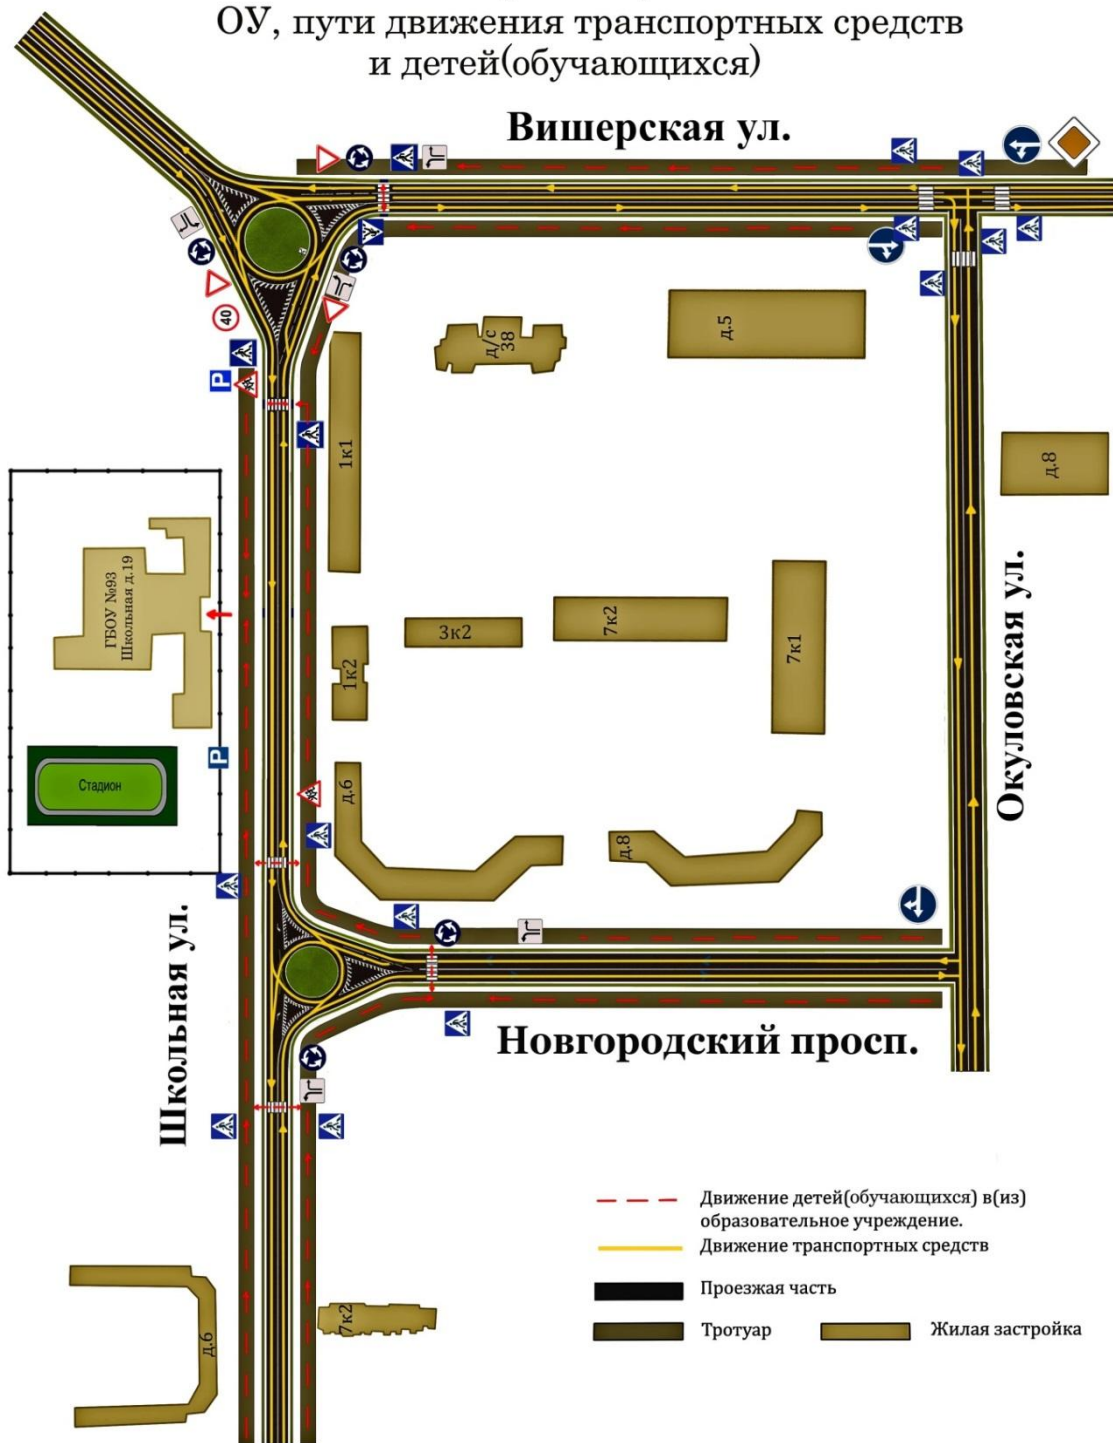 ОУ, пути движения транспортных средств
и детей(обучающихся)
Вишерская ул.
40
P
д/с
38
д.5
1к1
д.8
ГБОУ №93
Школьная д.19
3к2
7к2
7к1
1к2
Окуловская ул.
P
Стадион
д.6
д.8
Школьная ул.
Новгородский просп.
Движение детей(обучающихся) в(из)
образовательное учреждение.
Движение транспортных средств
Проезжая часть
Тротуар
Жилая застройка
7к2
д.6